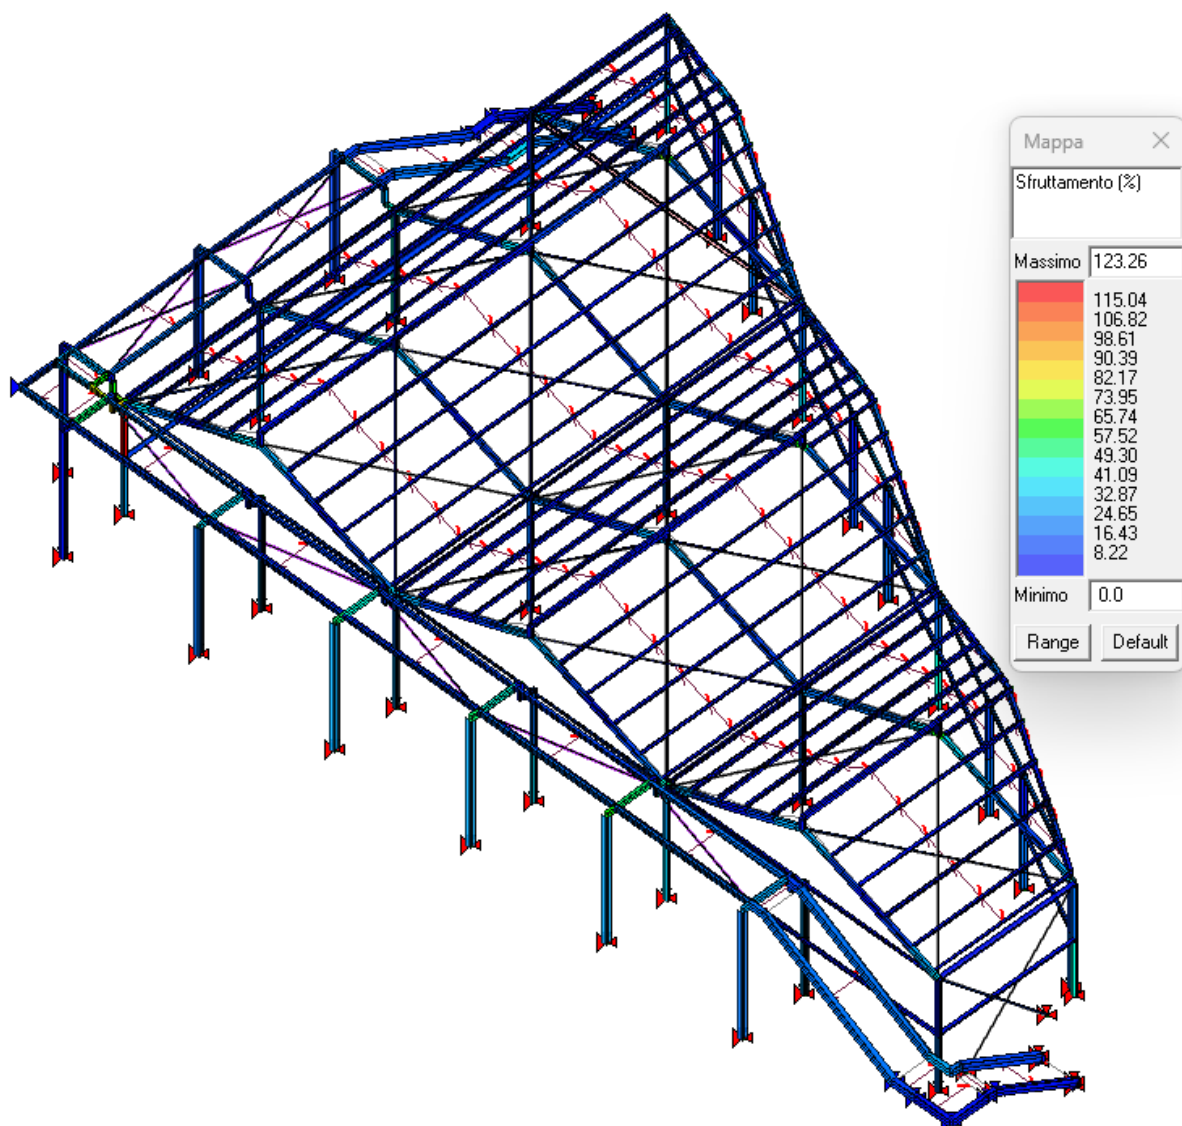 Mappa
Sfruttamento (%)
Massimo 123.26
115.04
106.82
98.61
90.39
82.17
73.95
65.74
57.52
49.30
41.09
32.87
24.65
16.43
8.22
Minimo 0.0
Range Default